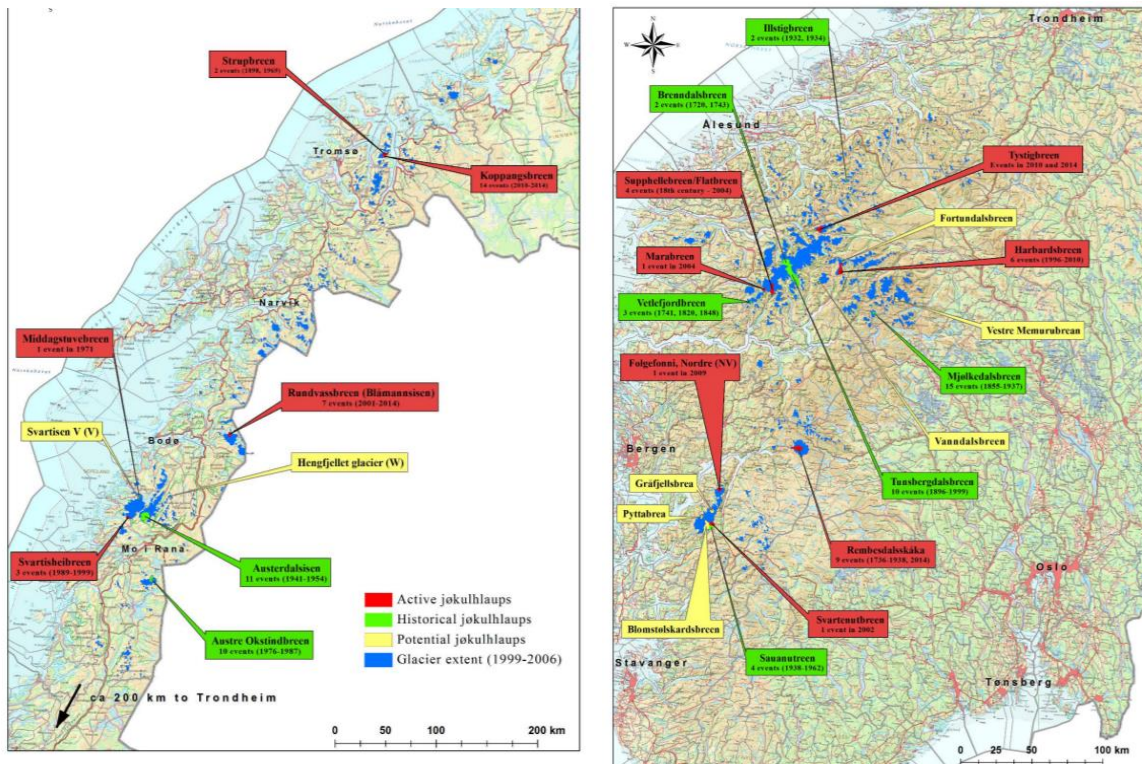 Strupbreen
2 events (1898, 1969)
Tromsø
Koppangsbreen
14 events (2010-2016)
Narvik
Middagstuvebreen
1 event in 1971
Rundvassbreen (Blåmannsisen)
7 events (2001-2014)
Svartisen V (V)
Bodø
Hengfjellet glacier (W)
Mo i Rana
Svartisheibreen
3 events (1989-1999)
Austerdalsisen
11 events (1941-1954)
Austre Okstindbreen
10 events (1976-1987)
Active jøkulhlaups
Historical jøkulhlaups
Potential jøkulhlaups
Glacier extent (1999-2006)
ca 200 km to Trondheim
0 50 100 200 km
N
W E
S
Trondheim
Illstigbreen
2 events (1932, 1934)
Brenndalsbreen
2 events (1720, 1743)
Ålesund
Tystigbreen
Events in 2010 and 2014
Supphellebreen/Flatbreen
4 events (18th century - 2004)
Fortundalsbreen
Marabreen
1 event in 2004
Harbardsbreen
6 events (1996-2010)
Vetlefjordbreen
3 events (1741, 1820, 1848)
Vestre Memurubrean
Folgefonni, Nordre (NV)
1 event in 2009
Mjølkedalsbreen
15 events (1855-1937)
Bergen
Vanndalsbreen
Gråfjellsbrea
Tunsbergdalsbreen
10 events (1896-1999)
Pyttabrea
Rembesdalsskåka
9 events (1736-1938, 2014)
Oslo
Blomstølskardsbreen
Svartenutbreen
1 event in 2002
Stavanger
Sauanutreen
4 events (1938-1962)
Tønsberg
0 25 50 100 km